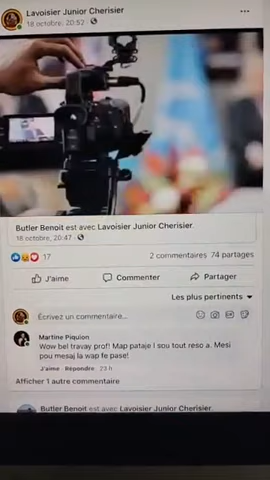 Lavoisier Junior Cherisier
18 octobre, 20:52 ·
Butler Benoit est avec Lavoisier Junior Cherisier.
18 octobre, 20:47 ·
17
2 commentaires 74 partages
J'aime
Commenter
Partager
Les plus pertinents
Écrivez un commentaire...
Martine Piquion
Wow bel travay prof! Map pataje l sou tout reso a. Mesi
pou mesaj la wap fe pase!
J'aime · Répondre · 23 h
Afficher 1 autre commentaire
Butler Benoit est avec Lavoisier Junior Cherisier.